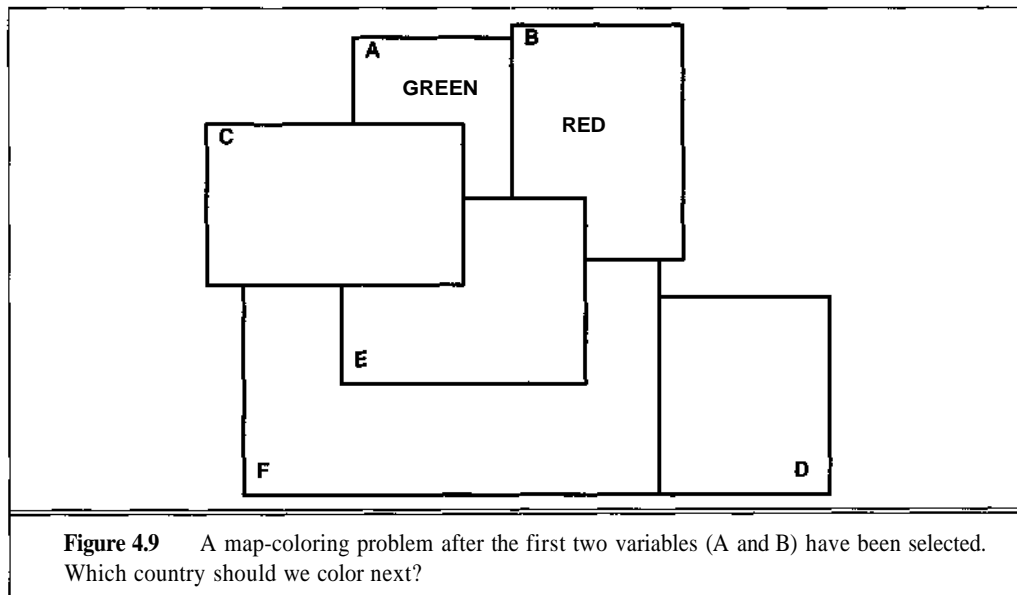 A
B
GREEN
RED
C
E
F
D
Figure 4.9 A map-coloring problem after the first two variables (A and B) have been selected.
Which country should we color next?